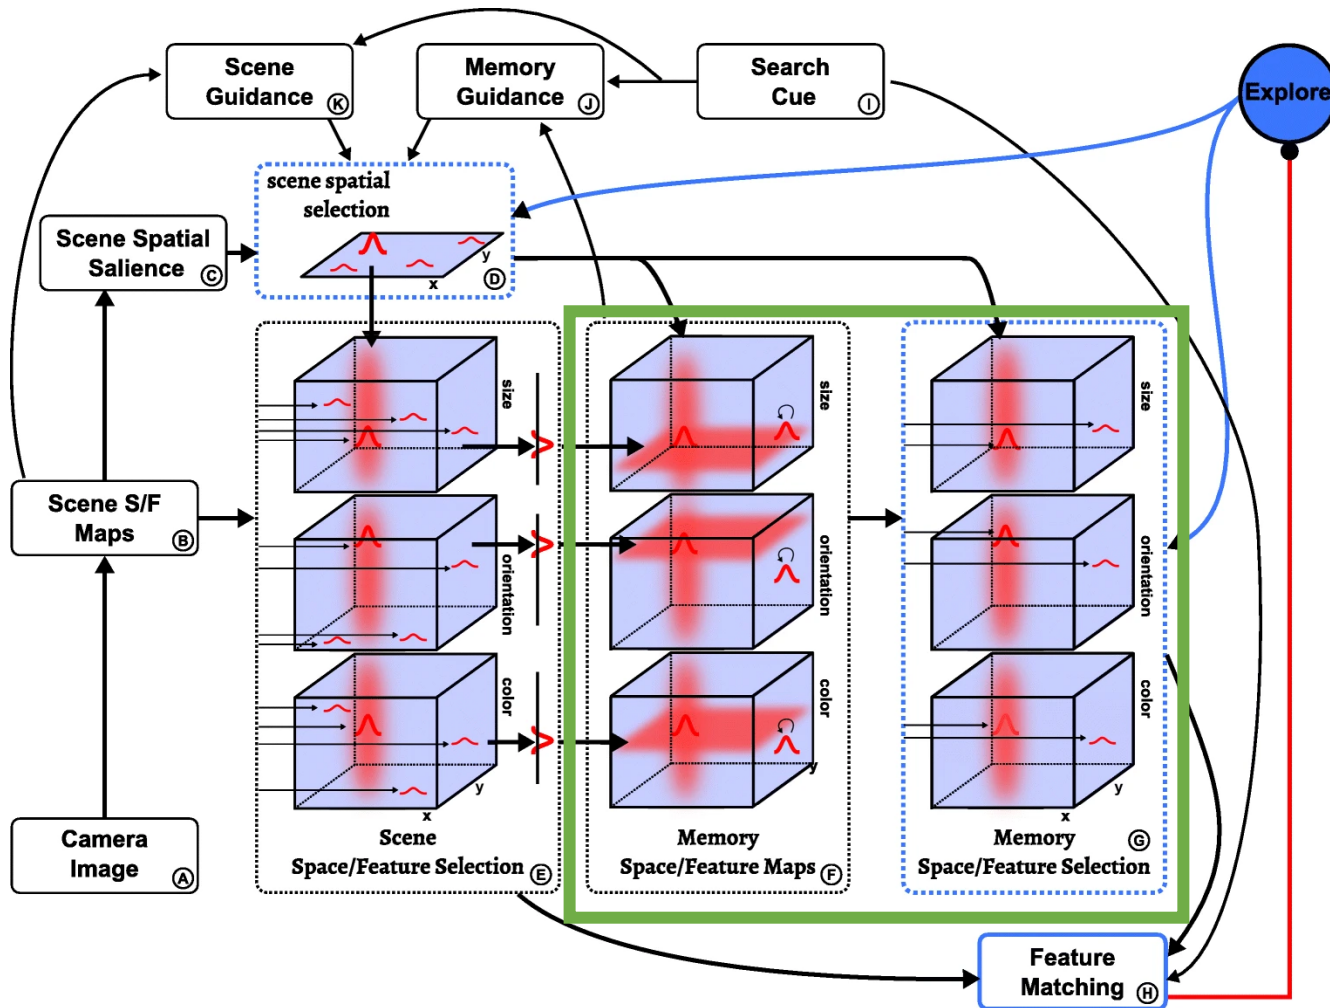 Scene
Guidance
K
Memory
Guidance
J
Search
Cue
I
Explore
scene spatial
selection
y
x
D
Scene Spatial
Salience
C
Scene S/F
Maps
B
Camera
Image
A
size
orientation
color
y
x
Scene
Space/Feature Selection
E
size
orientation
color
y
Memory
Space/Feature Maps
F
size
orientation
color
y
x
Memory
Space/Feature Selection
G
Feature
Matching
H